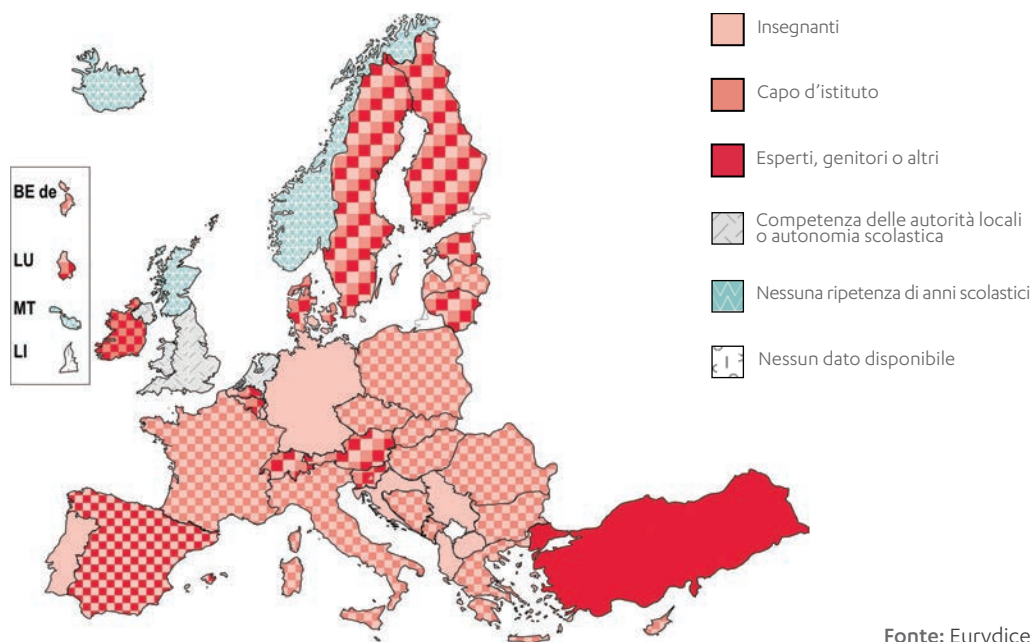 Insegnanti
Capo d'istituto
Esperti, genitori o altri
Competenza delle autorità locali
o autonomia scolastica
Nessuna ripetenza di anni scolastici
Nessun dato disponibile
BE de
LU
MT
LI
Fonte: Eurydice